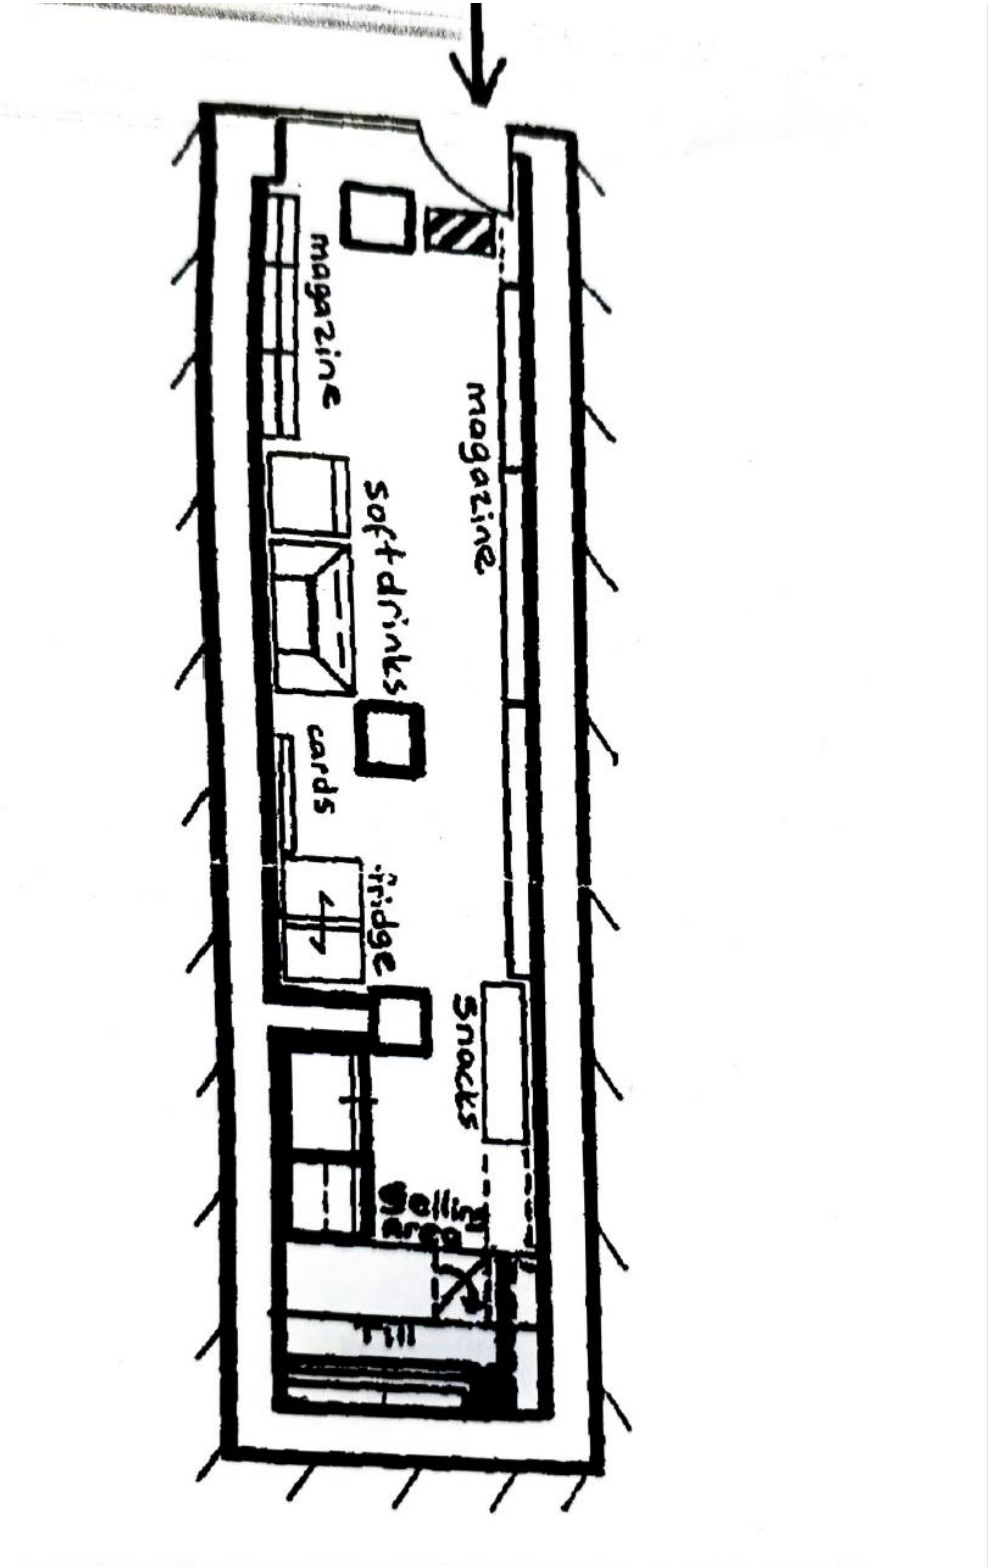 magazine
magazine
soft drinks
cards
fridge
Snacks
Selling
area
Till